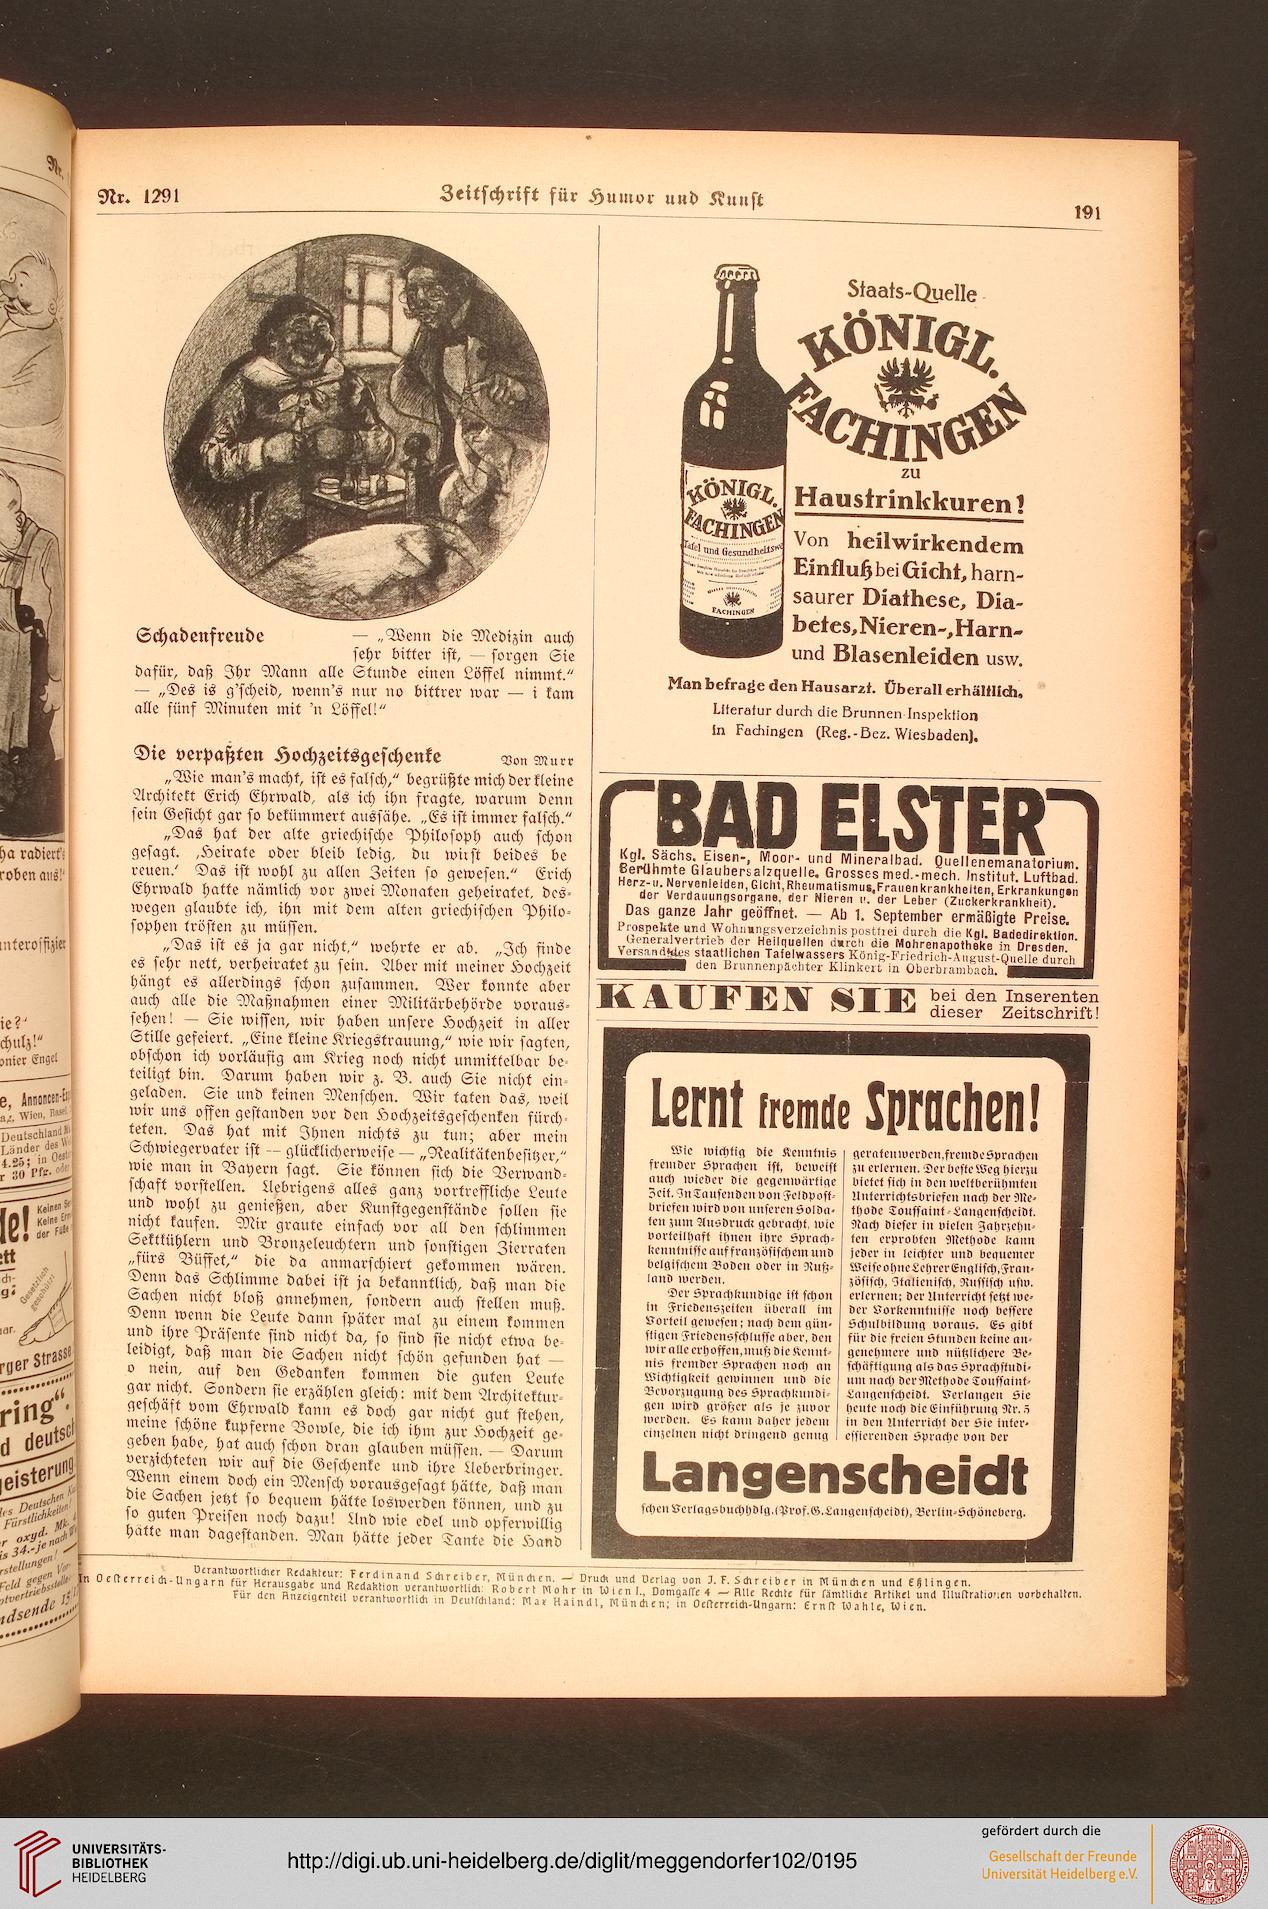 Nr. 1291
Zeitschrift für Humor und Kunst
191
Schadenfreude — „Wenn die Medizin auch
sehr bitter ist, — sorgen Sie
dafür, daß Ihr Mann alle Stunde einen Löffel nimmt.“
— „Des is g'scheid, wenn's nur no bittrer war — i kam
alle fünf Minuten mit 'n Löffel!“
Die verpaßten Hochzeitsgeschenke Von Murr
„Wie man's macht, ist es falsch,“ begrüßte mich der kleine
Architekt Erich Ehrwald, als ich ihn fragte, warum denn
sein Gesicht gar so bekümmert aussähe. „Es ist immer falsch.“
„Das hat der alte griechische Philosoph auch schon
gesagt. ‚Heirate oder bleib ledig, du wirst beides be
reuen.‘ Das ist wohl zu allen Zeiten so gewesen.“ Erich
Ehrwald hatte nämlich vor zwei Monaten geheiratet, des-
wegen glaubte ich, ihn mit dem alten griechischen Philo-
sophen trösten zu müssen.
„Das ist es ja gar nicht,“ wehrte er ab. „Ich finde
es sehr nett, verheiratet zu sein. Aber mit meiner Hochzeit
hängt es allerdings schon zusammen. Wer konnte aber
auch alle die Maßnahmen einer Militärbehörde voraus-
sehen! — Sie wissen, wir haben unsere Hochzeit in aller
Stille gefeiert. „Eine kleine Kriegstrauung,“ wie wir sagten,
obschon ich vorläufig am Krieg noch nicht unmittelbar be-
teiligt bin. Darum haben wir z. B. auch Sie nicht ein-
geladen. Sie und keinen Menschen. Wir taten das, weil
wir uns offen gestanden vor den Hochzeitsgeschenken fürch-
teten. Das hat mit Ihnen nichts zu tun; aber mein
Schwiegervater ist — glücklicherweise — „Realitätenbesitzer,“
wie man in Bayern sagt. Sie können sich die Verwand-
schaft vorstellen. Uebrigens alles ganz vortreffliche Leute
und wohl zu genießen, aber Kunstgegenstände sollen sie
nicht kaufen. Mir graute einfach vor all den schlimmen
Sektkühlern und Bronzeleuchtern und sonstigen Zierraten
„fürs Büffet,“ die da anmarschiert gekommen wären.
Denn das Schlimme dabei ist ja bekanntlich, daß man die
Sachen nicht bloß annehmen, sondern auch stellen muß.
Denn wenn die Leute dann später mal zu einem kommen
und ihre Präsente sind nicht da, so sind sie nicht etwa be-
leidigt, daß man die Sachen nicht schön gefunden hat —
o nein, auf den Gedanken kommen die guten Leute
gar nicht. Sondern sie erzählen gleich: mit dem Architektur-
geschäft vom Ehrwald kann es doch gar nicht gut stehen,
meine schöne kupferne Bowle, die ich ihm zur Hochzeit ge-
geben habe, hat auch schon dran glauben müssen. — Darum
verzichteten wir auf die Geschenke und ihre Ueberbringer.
Wenn einem doch ein Mensch vorausgesagt hätte, daß man
die Sachen jetzt so bequem hätte loswerden können, und zu
so guten Preisen noch dazu! Und wie edel und opferwillig
hätte man dagestanden. Man hätte jeder Tante die Hand
Staats-Quelle
KÖNIGL.
FACHINGEN
zu
Haustrinkkuren!
Von heilwirkendem
Einfluß bei Gicht, harn-
saurer Diathese, Dia-
betes, Nieren-, Harn-
und Blasenleiden usw.
KÖNIGL.
FACHINGEN
Tafel und Gesundheitswa
FACHINGEN
Man befrage den Hausarzt. Überall erhältlich.
Literatur durch die Brunnen-Inspektion
in Fachingen (Reg.-Bez. Wiesbaden).
BAD ELSTER
Kgl. Sächs. Eisen-, Moor- und Mineralbad. Quellenemanatorium.
Berühmte Glaubersalzquelle. Grosses med.-mech. Institut. Luftbad.
Herz- u. Nervenleiden, Gicht, Rheumatismus, Frauenkrankheiten, Erkrankungen
der Verdauungsorgane, der Nieren u. der Leber (Zuckerkrankheit).
Das ganze Jahr geöffnet. — Ab 1. September ermäßigte Preise.
Prospekte und Wohnungsverzeichnis postfrei durch die Kgl. Badedirektion.
Generalvertrieb der Heilquellen durch die Mohrenapotheke in Dresden.
Versand des staatlichen Tafelwassers König-Friedrich-August-Quelle durch
den Brunnenpächter Klinkert in Oberbrambach.
KAUFEN SIE bei den Inserenten
dieser Zeitschrift!
Lernt fremde Sprachen!
Wie wichtig die Kenntnis
fremder Sprachen ist, beweist
auch wieder die gegenwärtige
Zeit. In Tausenden von Feldpost-
briefen wird von unseren Solda-
ten zum Ausdruck gebracht, wie
vorteilhaft ihnen ihre Sprach-
kenntnisse auf französischem und
belgischem Boden oder in Ruß-
land werden.
Der Sprachkundige ist schon
in Friedenszeiten überall im
Vorteil gewesen; nach dem gün-
stigen Friedensschlusse aber, den
wir alle erhoffen, muß die Kennt-
nis fremder Sprachen noch an
Wichtigkeit gewinnen und die
Bevorzugung des Sprachkundi-
gen wird größer als je zuvor
werden. Es kann daher jedem
einzelnen nicht dringend genug
geraten werden, fremde Sprachen
zu erlernen. Der beste Weg hierzu
bietet sich in den weltberühmten
Unterrichtsbriefen nach der Me-
thode Toussaint-Langenscheidt.
Nach dieser in vielen Jahrzehn-
ten erprobten Methode kann
jeder in leichter und bequemer
Weise ohne Lehrer Englisch, Fran-
zösisch, Italienisch, Russisch usw.
erlernen; der Unterricht setzt we-
der Vorkenntnisse noch bessere
Schulbildung voraus. Es gibt
für die freien Stunden keine an-
genehmere und nützlichere Be-
schäftigung als das Sprachstudi-
um nach der Methode Toussaint-
Langenscheidt. Verlangen Sie
heute noch die Einführung Nr. 5
in den Unterricht der Sie inter-
essierenden Sprache von der
Langenscheidt
schen Verlagsbuchhdlg. (Prof. G. Langenscheidt), Berlin-Schöneberg.
Verantwortlicher Redakteur: Ferdinand Schreiber, München. — Druck und Verlag von J. F. Schreiber in München und Eßlingen.
In Oesterreich-Ungarn für Herausgabe und Redaktion verantwortlich: Robert Mohr in Wien I., Domgasse 4 — Alle Rechte für sämtliche Artikel und Illustrationen vorbehalten.
Für den Anzeigenteil verantwortlich in Deutschland: Max Haindl, München; in Oesterreich-Ungarn: Ernst Wahle, Wien.
UNIVERSITÄTS-
BIBLIOTHEK
HEIDELBERG
http://digi.ub.uni-heidelberg.de/diglit/meggendorfer102/0195
gefördert durch die
Gesellschaft der Freunde
Universität Heidelberg e.V.